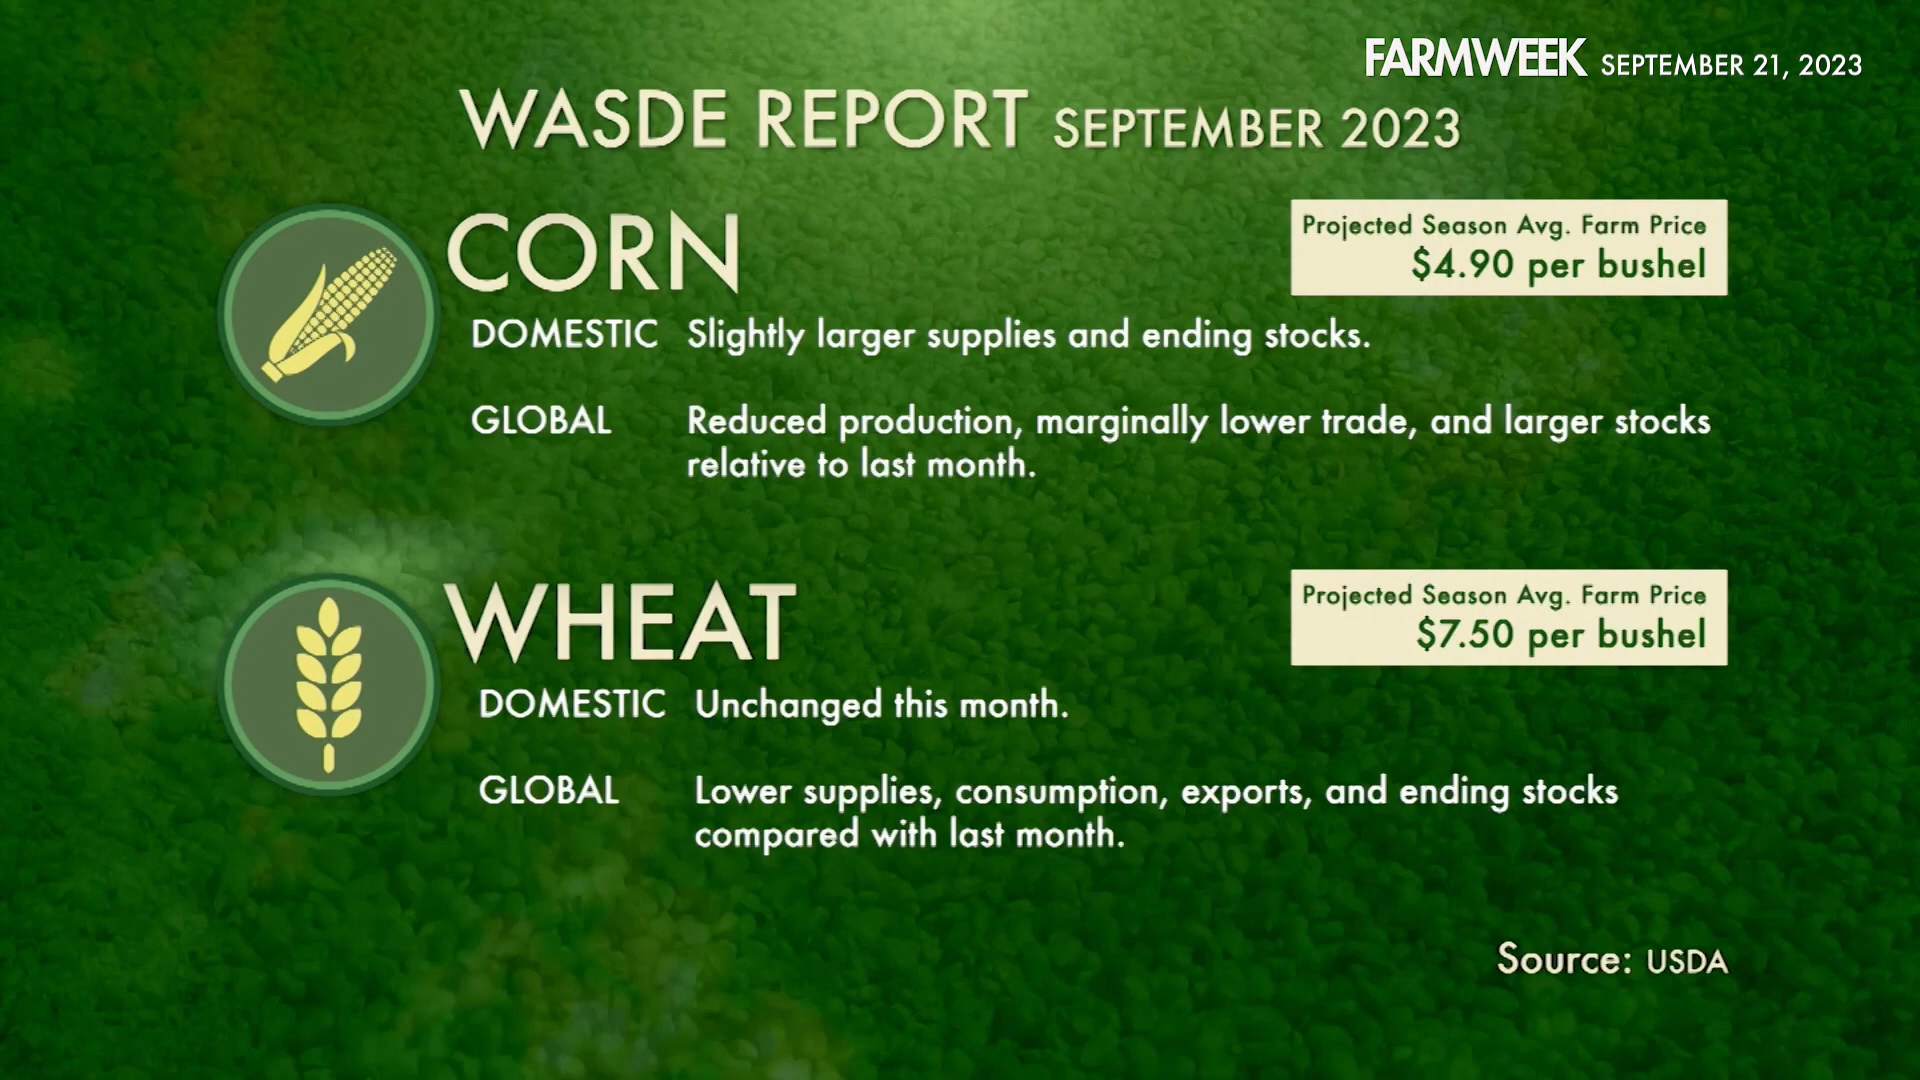 FARMWEEK SEPTEMBER 21, 2023
WASDE REPORT SEPTEMBER 2023
CORN
Projected Season Avg. Farm Price
$4.90 per bushel
DOMESTIC Slightly larger supplies and ending stocks.
GLOBAL Reduced production, marginally lower trade, and larger stocks
relative to last month.
WHEAT
Projected Season Avg. Farm Price
$7.50 per bushel
DOMESTIC Unchanged this month.
GLOBAL Lower supplies, consumption, exports, and ending stocks
compared with last month.
Source: USDA